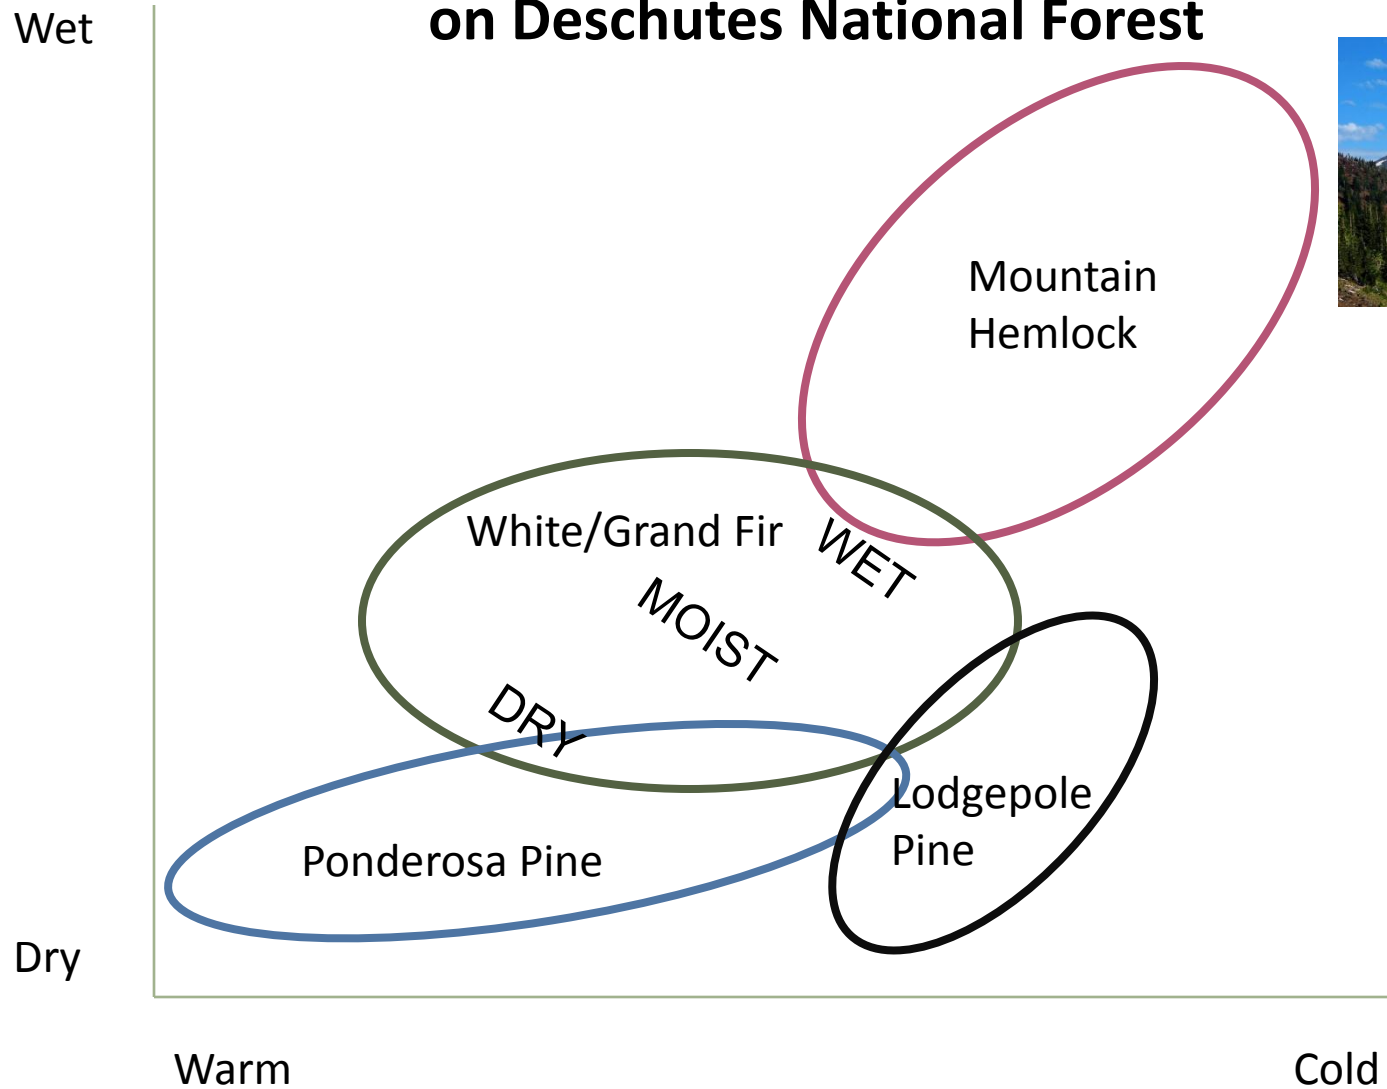 on Deschutes National Forest
Wet
Mountain
Hemlock
White/Grand Fir
WET
MOIST
DRY
Lodgepole
Pine
Ponderosa Pine
Dry
Warm
Cold